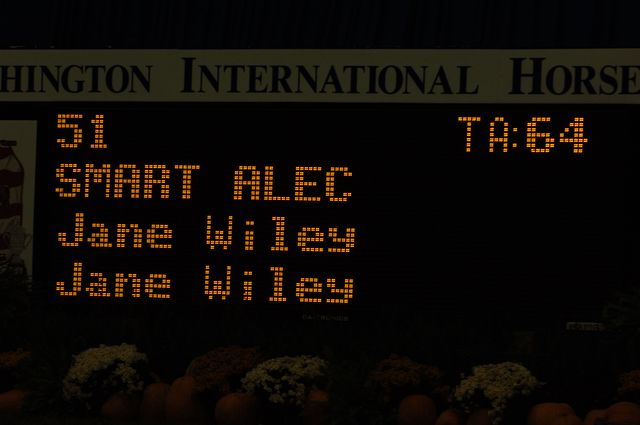 HINGTON INTERNATIONAL HORSE
51 TA:64
SMART ALEC
Jane Wiley
Jane Wiley